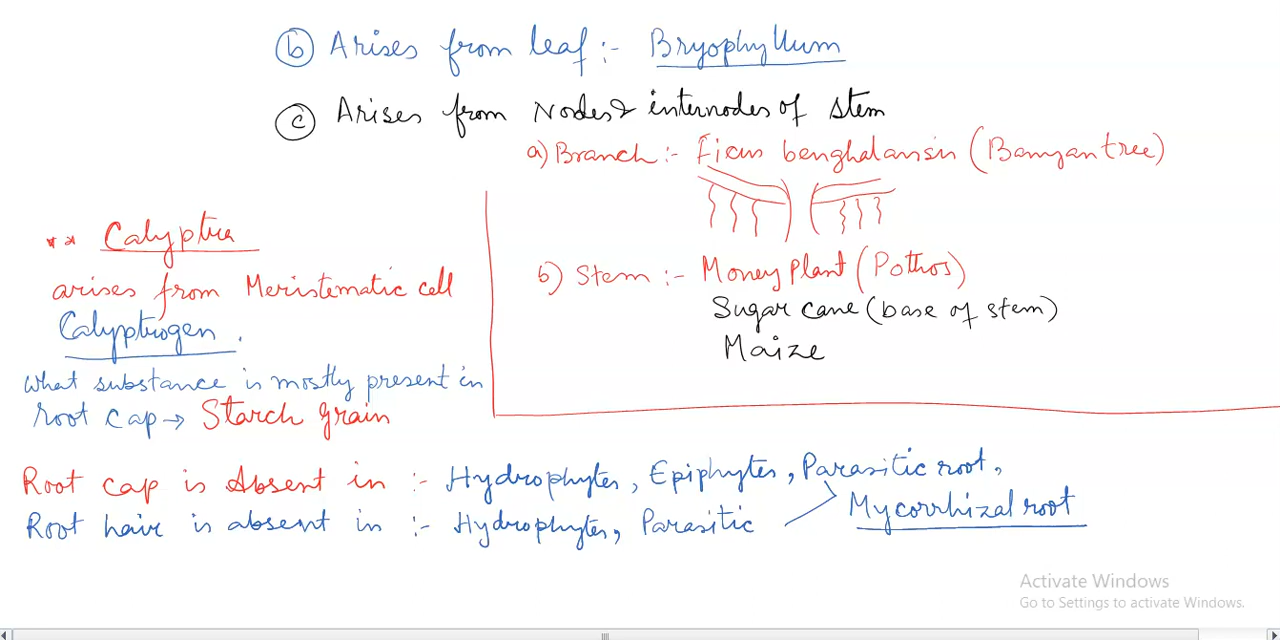 b Arises from leaf :- Bryophyllum
c Arises from Nodes & internodes of stem
a) Branch :- Ficus benghalansis (Banyan tree)
b) Stem :- Money Plant (Pothos)
Sugar cane (base of stem)
Maize
** Calyptra
arises from Meristematic cell
Calyptrogen.
What substance is mostly present in
root cap → Starch grain
Root cap is Absent in :- Hydrophytes, Epiphytes, Parasitic root,
Mycorrhizal root
Root hair is absent in :- Hydrophytes, Parasitic
Activate Windows
Go to Settings to activate Windows.